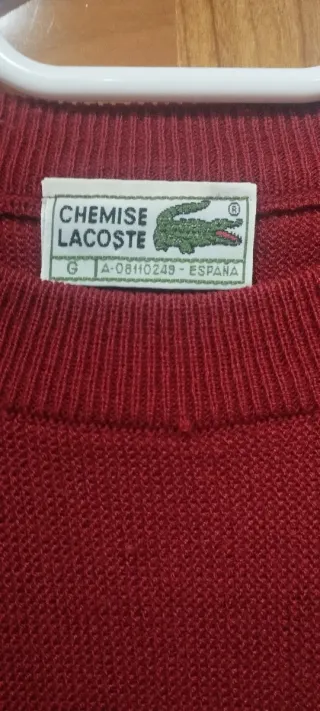 CHEMISE
LACOSTE
®
G A-08110249 - ESPAÑA